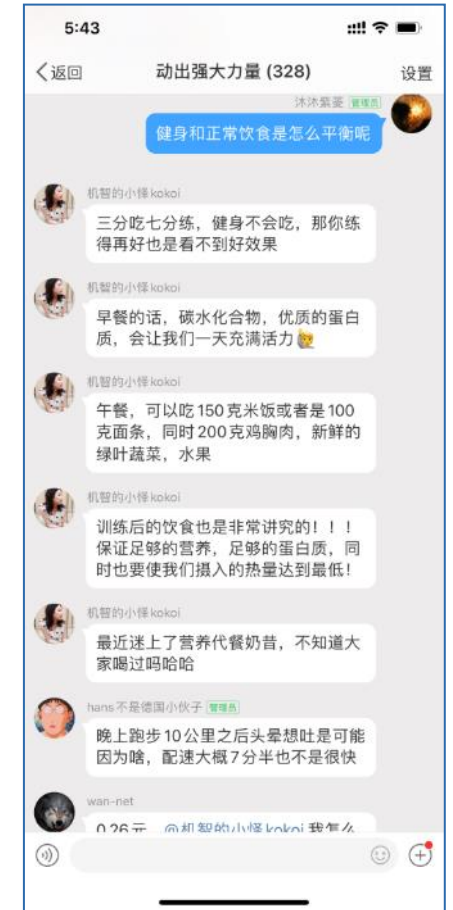 5:43
返回
动出强大力量 (328)
设置
沐沐紫菱 管理员
健身和正常饮食是怎么平衡呢
机智的小怪kokoi
三分吃七分练，健身不会吃，那你练
得再好也是看不到好效果
机智的小怪kokoi
早餐的话，碳水化合物，优质的蛋白
质，会让我们一天充满活力🙋
机智的小怪kokoi
午餐，可以吃150克米饭或者是100
克面条，同时200克鸡胸肉，新鲜的
绿叶蔬菜，水果
机智的小怪kokoi
训练后的饮食也是非常讲究的！！！
保证足够的营养，足够的蛋白质，同
时也要使我们摄入的热量达到最低！
机智的小怪kokoi
最近迷上了营养代餐奶昔，不知道大
家喝过吗哈哈
hans不是德国小伙子 管理员
晚上跑步10公里之后头晕想吐是可能
因为啥，配速大概7分半也不是很快
wan-net
0.26元 @机智的小怪kokoi 我怎么